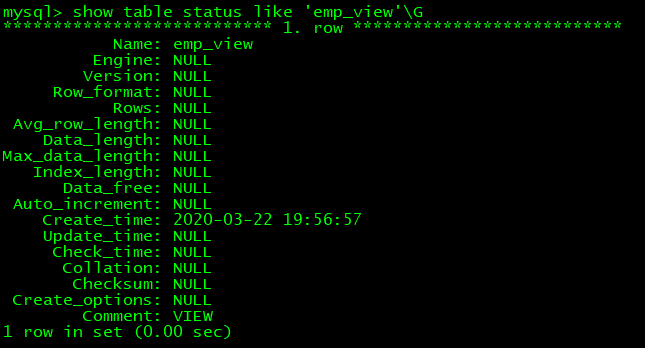 mysql> show table status like 'emp_view'\G
*************************** 1. row ***************************
Name: emp_view
Engine: NULL
Version: NULL
Row_format: NULL
Rows: NULL
Avg_row_length: NULL
Data_length: NULL
Max_data_length: NULL
Index_length: NULL
Data_free: NULL
Auto_increment: NULL
Create_time: 2020-03-22 19:56:57
Update_time: NULL
Check_time: NULL
Collation: NULL
Checksum: NULL
Create_options: NULL
Comment: VIEW
1 row in set (0.00 sec)